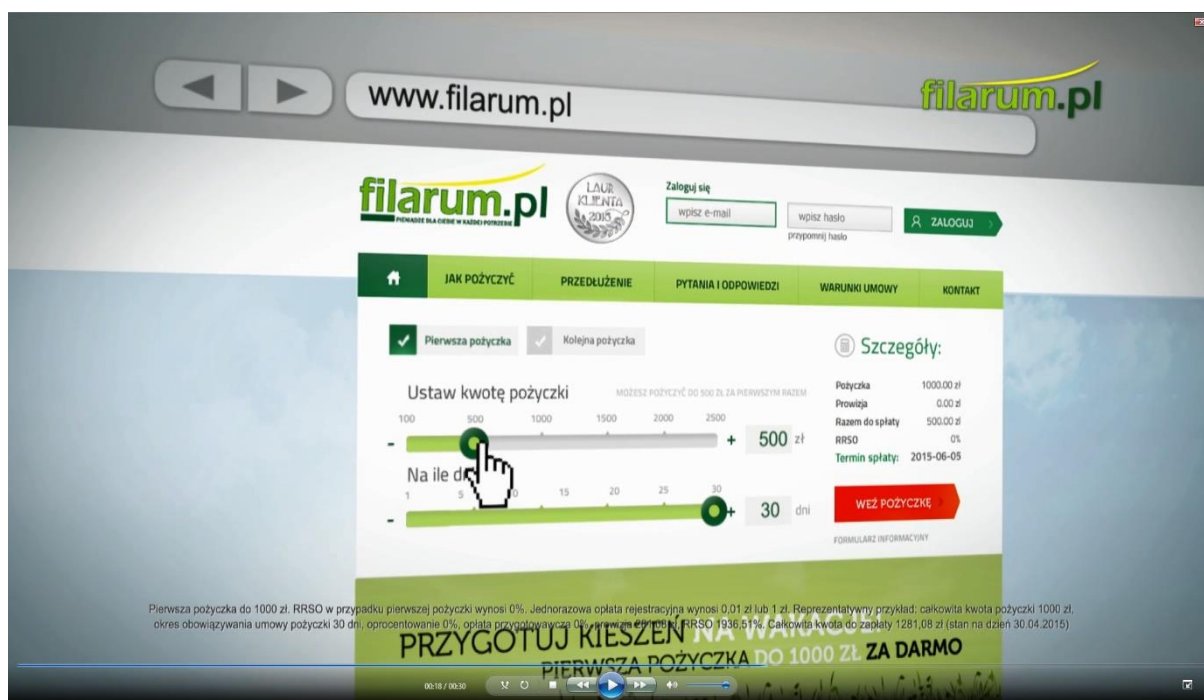 www.filarum.pl
filarum.pl
filarum.pl
PIENIĄDZE DLA CIEBIE W KAŻDEJ POTRZEBIE
LAUR
KLIENTA
2015
Zaloguj się
wpisz e-mail
wpisz hasło
ZALOGUJ
przypomnij hasło
JAK POŻYCZYĆ
PRZEDŁUŻENIE
PYTANIA I ODPOWIEDZI
WARUNKI UMOWY
KONTAKT
Pierwsza pożyczka
Kolejna pożyczka
Ustaw kwotę pożyczki
MOŻESZ POŻYCZYĆ DO 500 ZŁ ZA PIERWSZYM RAZEM
100 500 1000 1500 2000 2500
- + 500 zł
Na ile
1 5 15 20 25 30
- + 30 dni
Szczegóły:
Pożyczka 1000.00 zł
Prowizja 0.00 zł
Razem do spłaty 500.00 zł
RRSO 0%
Termin spłaty: 2015-06-05
WEŹ POŻYCZKĘ
FORMULARZ INFORMACYJNY
Pierwsza pożyczka do 1000 zł. RRSO w przypadku pierwszej pożyczki wynosi 0%. Jednorazowa opłata rejestracyjna wynosi 0,01 zł lub 1 zł. Reprezentatywny przykład: całkowita kwota pożyczki 1000 zł,
okres obowiązywania umowy pożyczki 30 dni, oprocentowanie 0%, opłata przygotowawcza 0%, prowizja 281,08 zł, RRSO 1936,51%. Całkowita kwota do zapłaty 1281,08 zł (stan na dzień 30.04.2015)
PRZYGOTUJ KIESZEŃ NA WAKACJE!
PIERWSZA POŻYCZKA DO 1000 ZŁ ZA DARMO
00:18 / 00:30